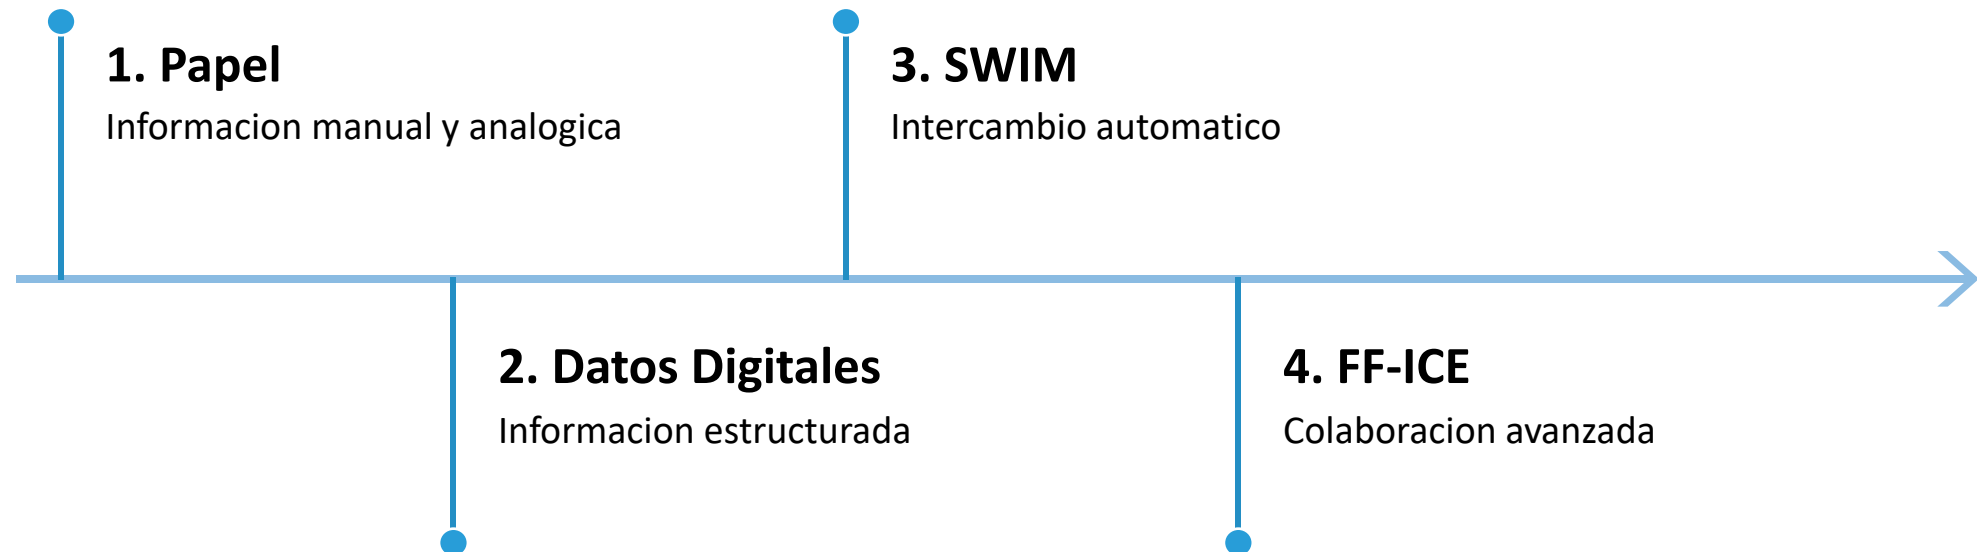 1. Papel
Informacion manual y analogica
2. Datos Digitales
Informacion estructurada
3. SWIM
Intercambio automatico
4. FF-ICE
Colaboracion avanzada